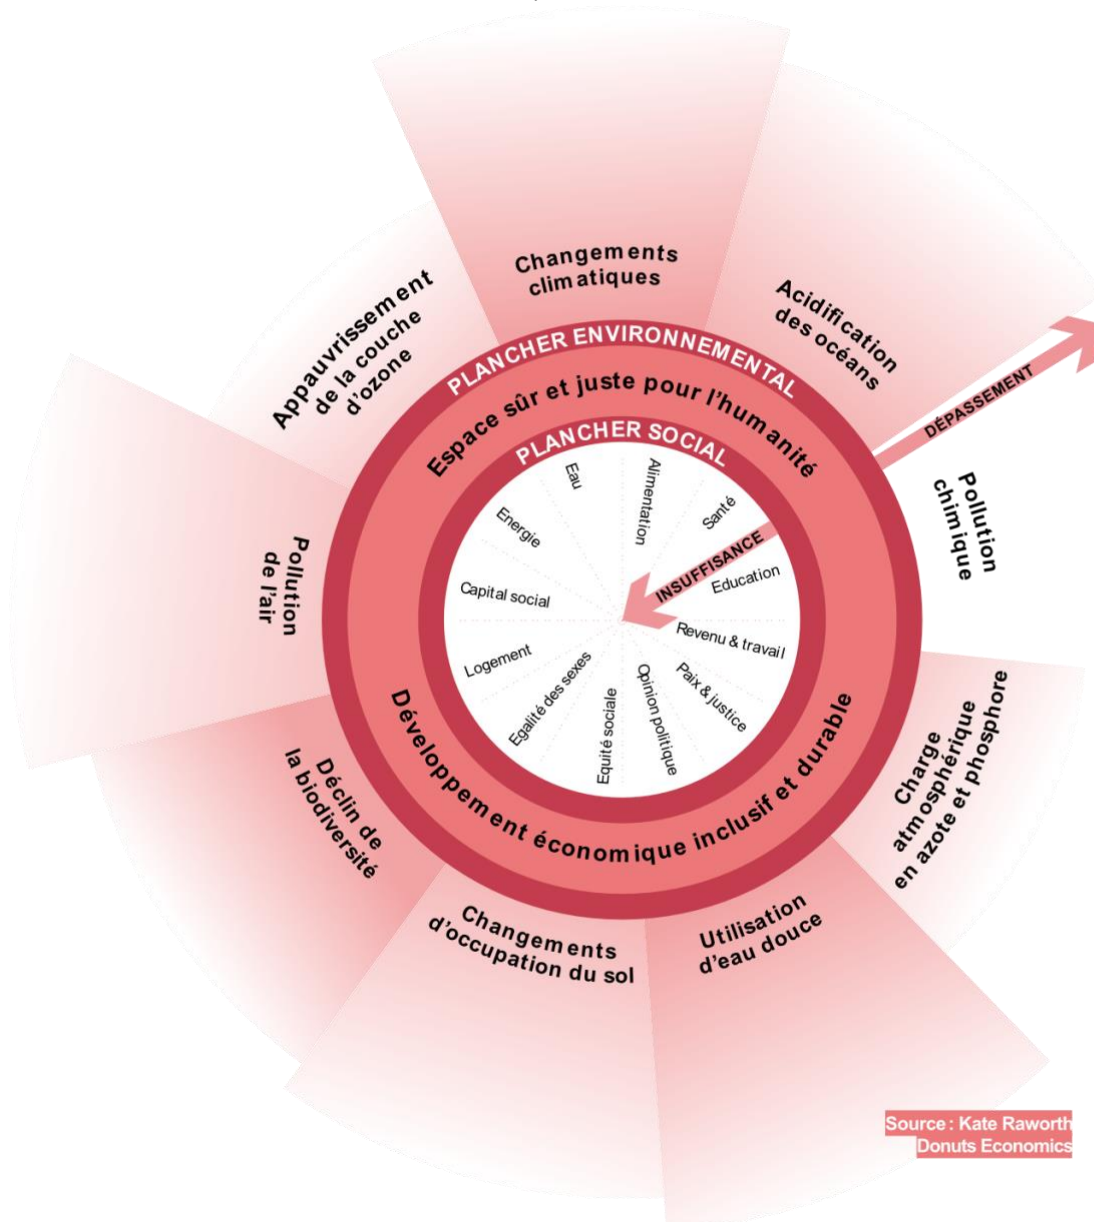 Changements
climatiques
Acidification
des océans
Appauvrissement
de la couche
d'ozone
PLANCHER ENVIRONNEMENTAL
Espace sûr et juste pour l'humanité
PLANCHER SOCIAL
DÉPASSEMENT
Pollution
chimique
Eau
Alimentation
Santé
Energie
INSUFFISANCE
Education
Capital social
Revenu & travail
Logement
Egalité des sexes
Equité sociale
Opinion politique
Paix & justice
Pollution
de l'air
Développement économique inclusif et durable
Charge
atmosphérique
en azote et phosphore
Déclin de
la biodiversité
Changements
d'occupation du sol
Utilisation
d'eau douce
Source : Kate Raworth
Donuts Economics